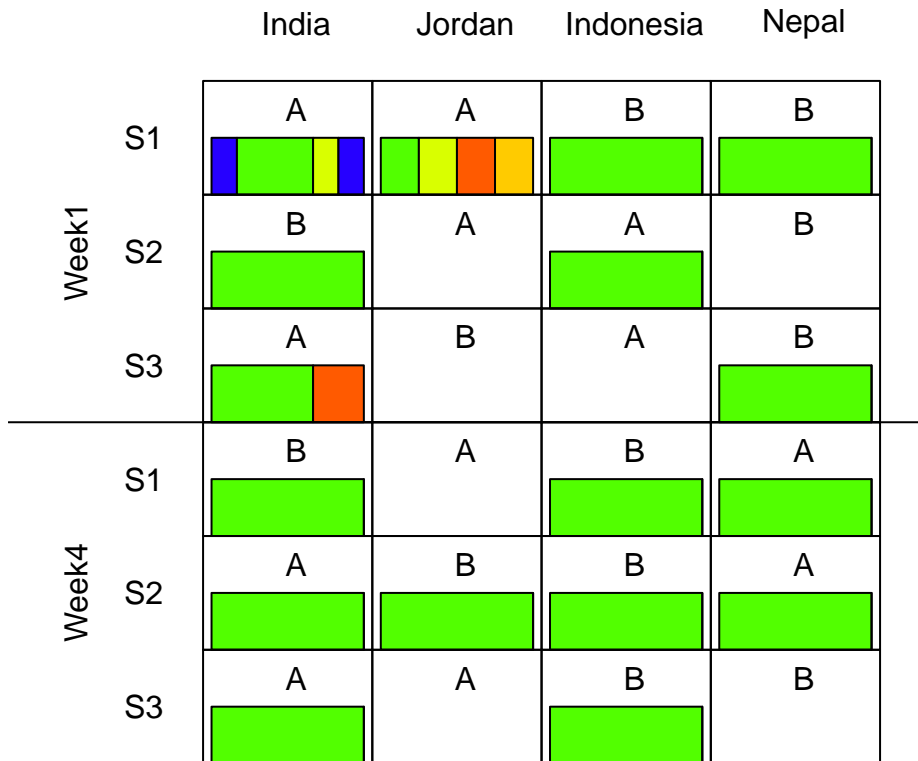 India Jordan Indonesia Nepal
A A B B
S1
B A A B
S2
Week1
A B A B
S3
B A B A
S1
A B B A
S2
Week4
A A B B
S3